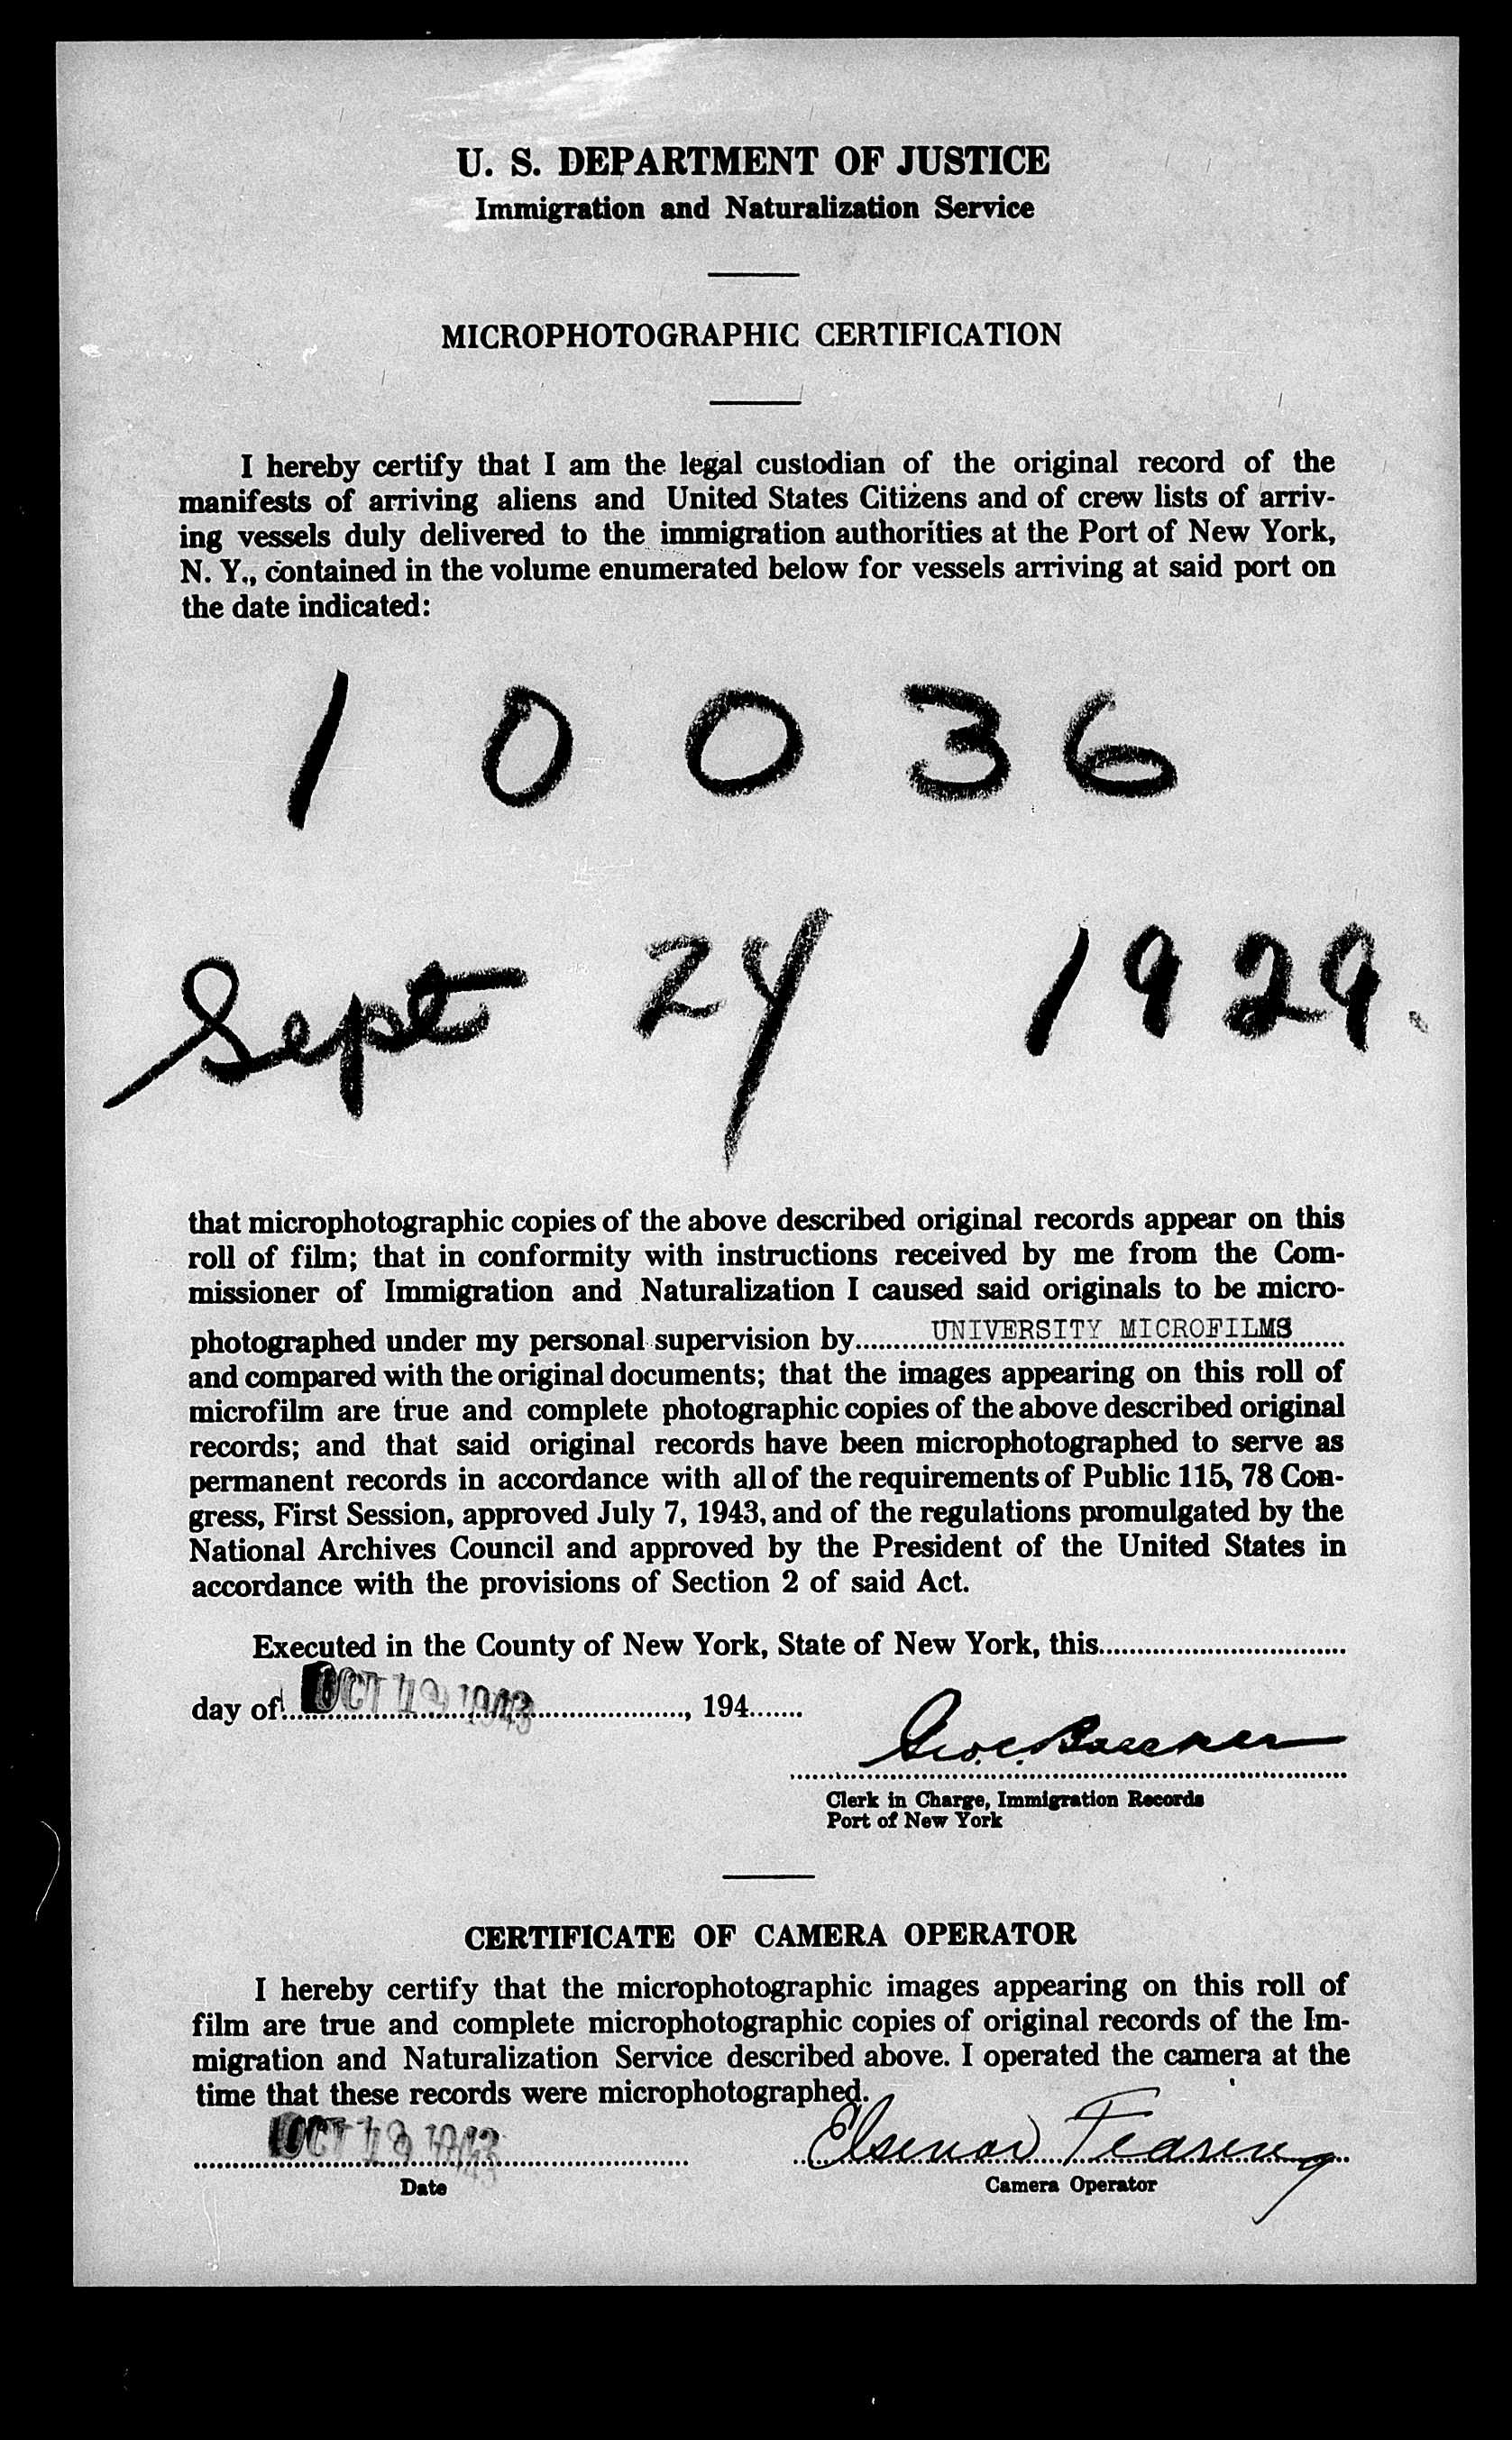 U. S. DEPARTMENT OF JUSTICE
Immigration and Naturalization Service
MICROPHOTOGRAPHIC CERTIFICATION
I hereby certify that I am the legal custodian of the original record of the
manifests of arriving aliens and United States Citizens and of crew lists of arriv-
ing vessels duly delivered to the immigration authorities at the Port of New York,
N. Y., contained in the volume enumerated below for vessels arriving at said port on
the date indicated:
1 0 0 3 6
Sept 24 1929.
that microphotographic copies of the above described original records appear on this
roll of film; that in conformity with instructions received by me from the Com-
missioner of Immigration and Naturalization I caused said originals to be micro-
photographed under my personal supervision by UNIVERSITY MICROFILMS
and compared with the original documents; that the images appearing on this roll of
microfilm are true and complete photographic copies of the above described original
records; and that said original records have been microphotographed to serve as
permanent records in accordance with all of the requirements of Public 115, 78 Con-
gress, First Session, approved July 7, 1943, and of the regulations promulgated by the
National Archives Council and approved by the President of the United States in
accordance with the provisions of Section 2 of said Act.
Executed in the County of New York, State of New York, this
day of OCT 1943, 194
Geo. C.
Clerk in Charge, Immigration Records
Port of New York
CERTIFICATE OF CAMERA OPERATOR
I hereby certify that the microphotographic images appearing on this roll of
film are true and complete microphotographic copies of original records of the Im-
migration and Naturalization Service described above. I operated the camera at the
time that these records were microphotographed.
OCT 1943
Date
Camera Operator